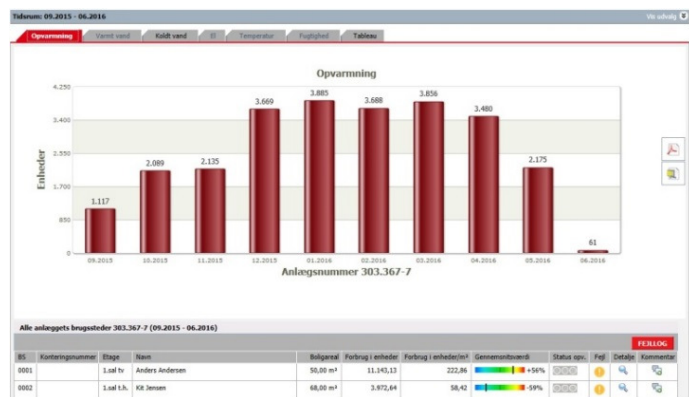 Tidsrum: 09.2015 - 06.2016 Vis udvalg
Opvarmning Varmt vand Koldt vand El Temperatur Fugtighed Tableau
Opvarmning
4.250
3.400
2.550
1.700
850
0
Enheder
1.117 2.089 2.135 3.669 3.885 3.688 3.856 3.480 2.175 61
09.2015 10.2015 11.2015 12.2015 01.2016 02.2016 03.2016 04.2016 05.2016 06.2016
Anlægsnummer 303.367-7
Alle anlæggets brugssteder 303.367-7 (09.2015 - 06.2016)
FEJLLOG
BS Konteringsnummer Etage Navn Boligareal Forbrug i enheder Forbrug i enheder/m² Gennemsnitsværdi Status opv. Fejl Detalje Kommentar
0001 1.sal tv Anders Andersen 50,00 m² 11.143,13 222,86 +56%
0002 1.sal t.h. Kit Jensen 68,00 m² 3.972,64 58,42 -59%